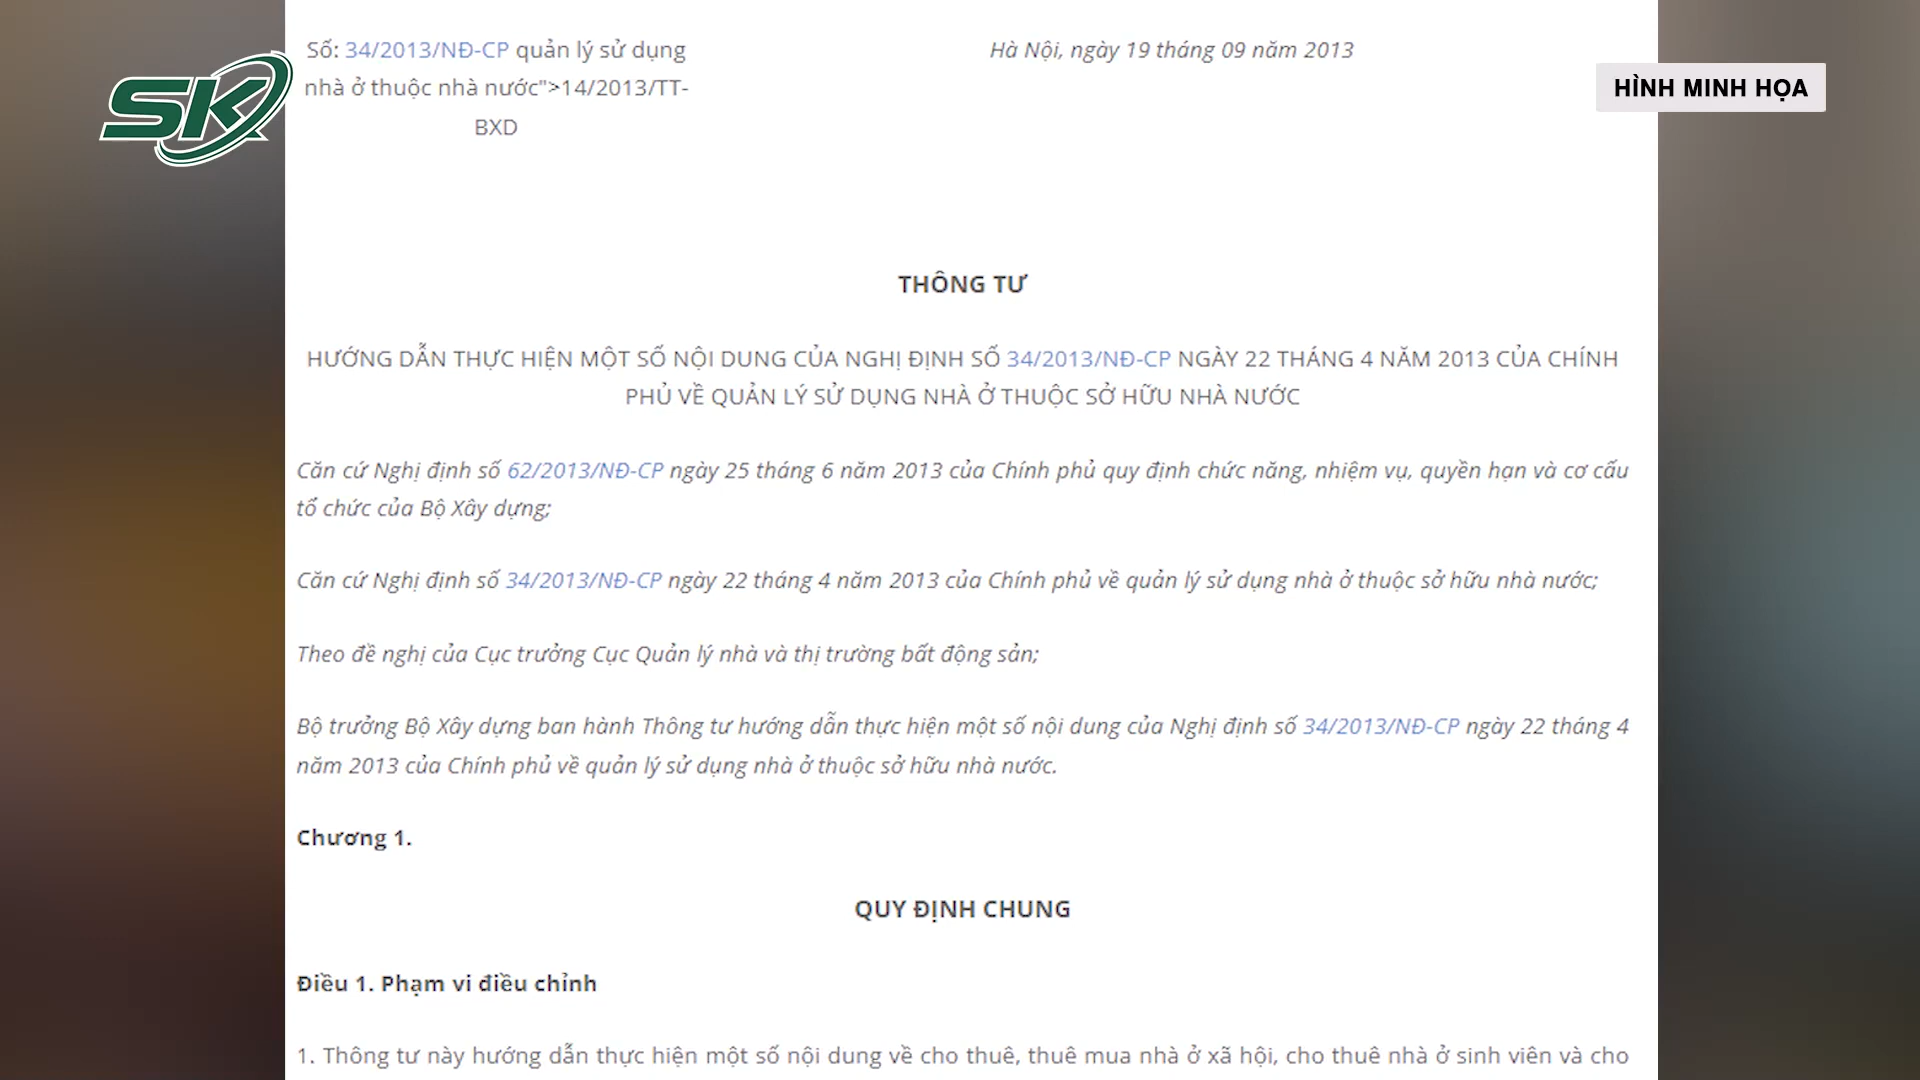 Số: 34/2013/NĐ-CP quản lý sử dụng
nhà ở thuộc nhà nước">14/2013/TT-
BXD
Hà Nội, ngày 19 tháng 09 năm 2013
SK
HÌNH MINH HỌA
THÔNG TƯ
HƯỚNG DẪN THỰC HIỆN MỘT SỐ NỘI DUNG CỦA NGHỊ ĐỊNH SỐ 34/2013/NĐ-CP NGÀY 22 THÁNG 4 NĂM 2013 CỦA CHÍNH
PHỦ VỀ QUẢN LÝ SỬ DỤNG NHÀ Ở THUỘC SỞ HỮU NHÀ NƯỚC
Căn cứ Nghị định số 62/2013/NĐ-CP ngày 25 tháng 6 năm 2013 của Chính phủ quy định chức năng, nhiệm vụ, quyền hạn và cơ cấu
tổ chức của Bộ Xây dựng;
Căn cứ Nghị định số 34/2013/NĐ-CP ngày 22 tháng 4 năm 2013 của Chính phủ về quản lý sử dụng nhà ở thuộc sở hữu nhà nước;
Theo đề nghị của Cục trưởng Cục Quản lý nhà và thị trường bất động sản;
Bộ trưởng Bộ Xây dựng ban hành Thông tư hướng dẫn thực hiện một số nội dung của Nghị định số 34/2013/NĐ-CP ngày 22 tháng 4
năm 2013 của Chính phủ về quản lý sử dụng nhà ở thuộc sở hữu nhà nước.
Chương 1.
QUY ĐỊNH CHUNG
Điều 1. Phạm vi điều chỉnh
1. Thông tư này hướng dẫn thực hiện một số nội dung về cho thuê, thuê mua nhà ở xã hội, cho thuê nhà ở sinh viên và cho